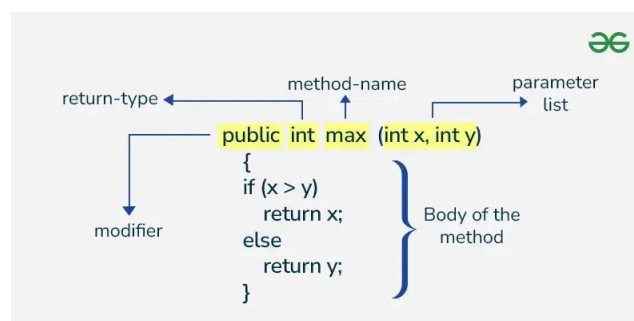 method-name
return-type
parameter
list
public int max (int x, int y)
{
if (x > y)
return x;
else
return y;
}
modifier
Body of the
method